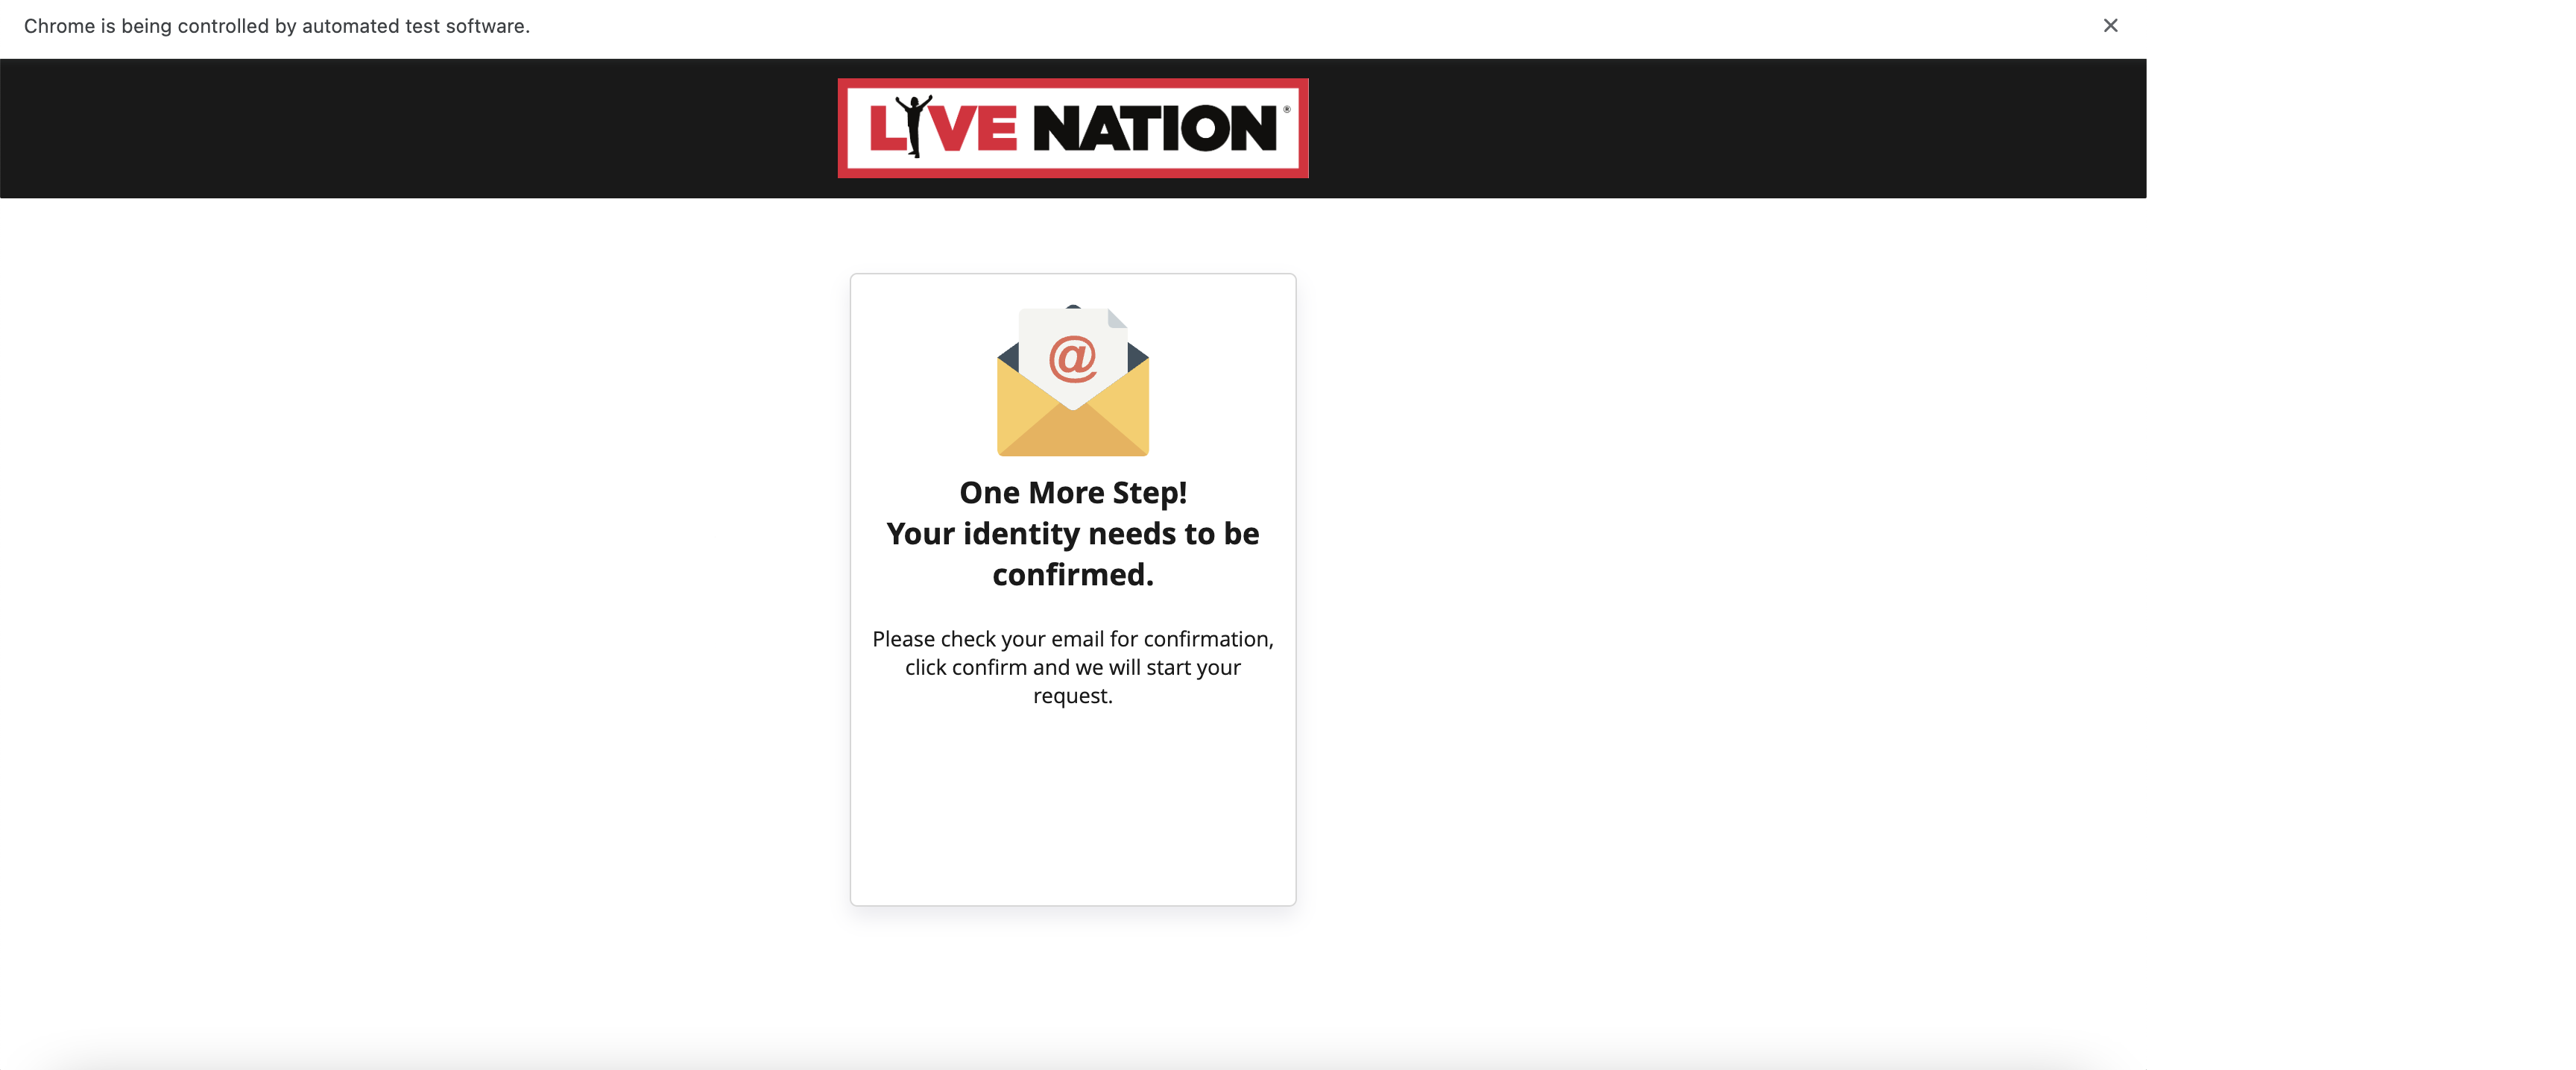 Chrome is being controlled by automated test software.
LIVE NATION®
@
One More Step!
Your identity needs to be
confirmed.
Please check your email for confirmation,
click confirm and we will start your
request.